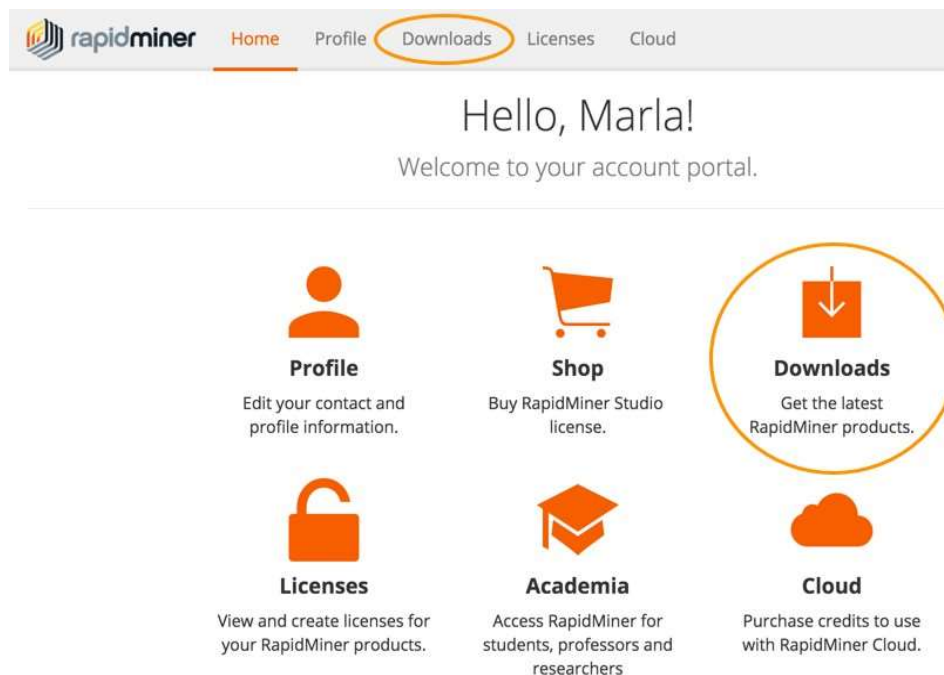 rapidminer Home Profile Downloads Licenses Cloud
Hello, Marla!
Welcome to your account portal.
Profile
Edit your contact and
profile information.
Shop
Buy RapidMiner Studio
license.
Downloads
Get the latest
RapidMiner products.
Licenses
View and create licenses for
your RapidMiner products.
Academia
Access RapidMiner for
students, professors and
researchers
Cloud
Purchase credits to use
with RapidMiner Cloud.